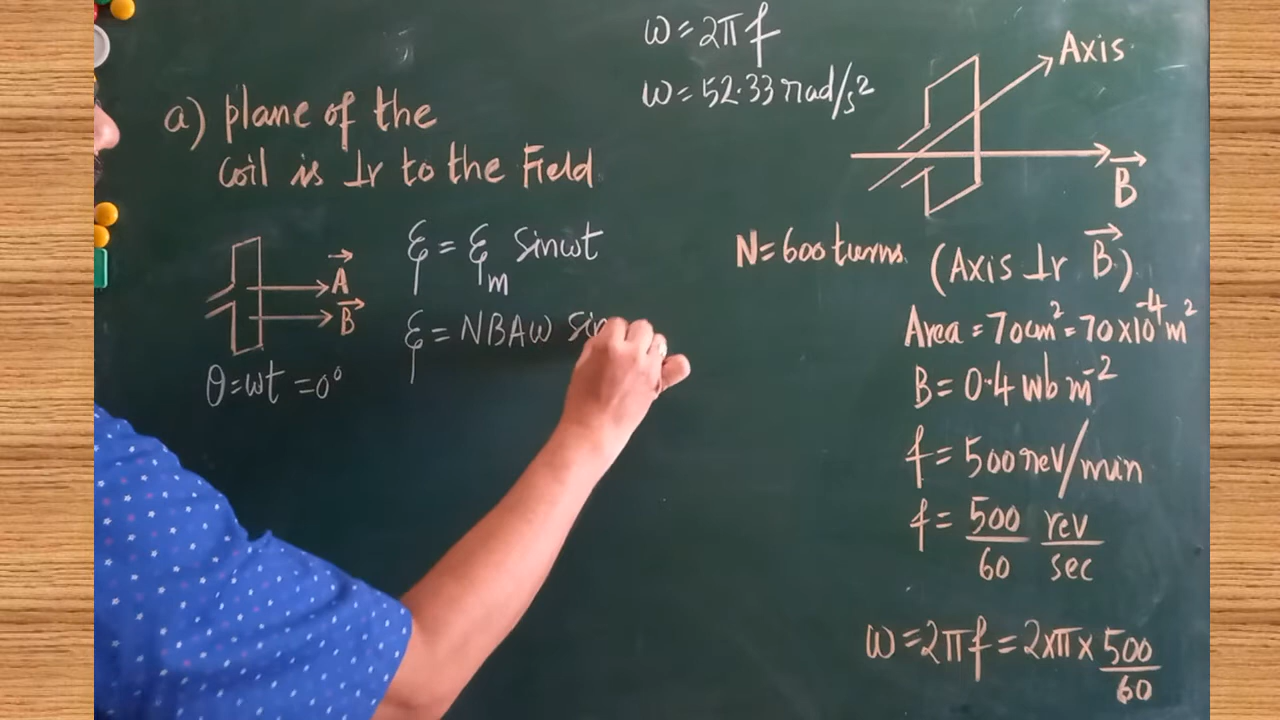 ω = 2πf
ω = 52.33 rad/s²
Axis
B
a) plane of the
coil is ⊥r to the Field
A
B
θ = ωt = 0°
ξ = ξm sinωt
ξ = NBAω Sin
N = 600 turns
(Axis ⊥r B)
Area = 70cm² = 70×10⁻⁴ m²
B = 0.4 wb m⁻²
f = 500 rev/min
f = 500/60 rev/sec
ω = 2πf = 2×π× 500/60